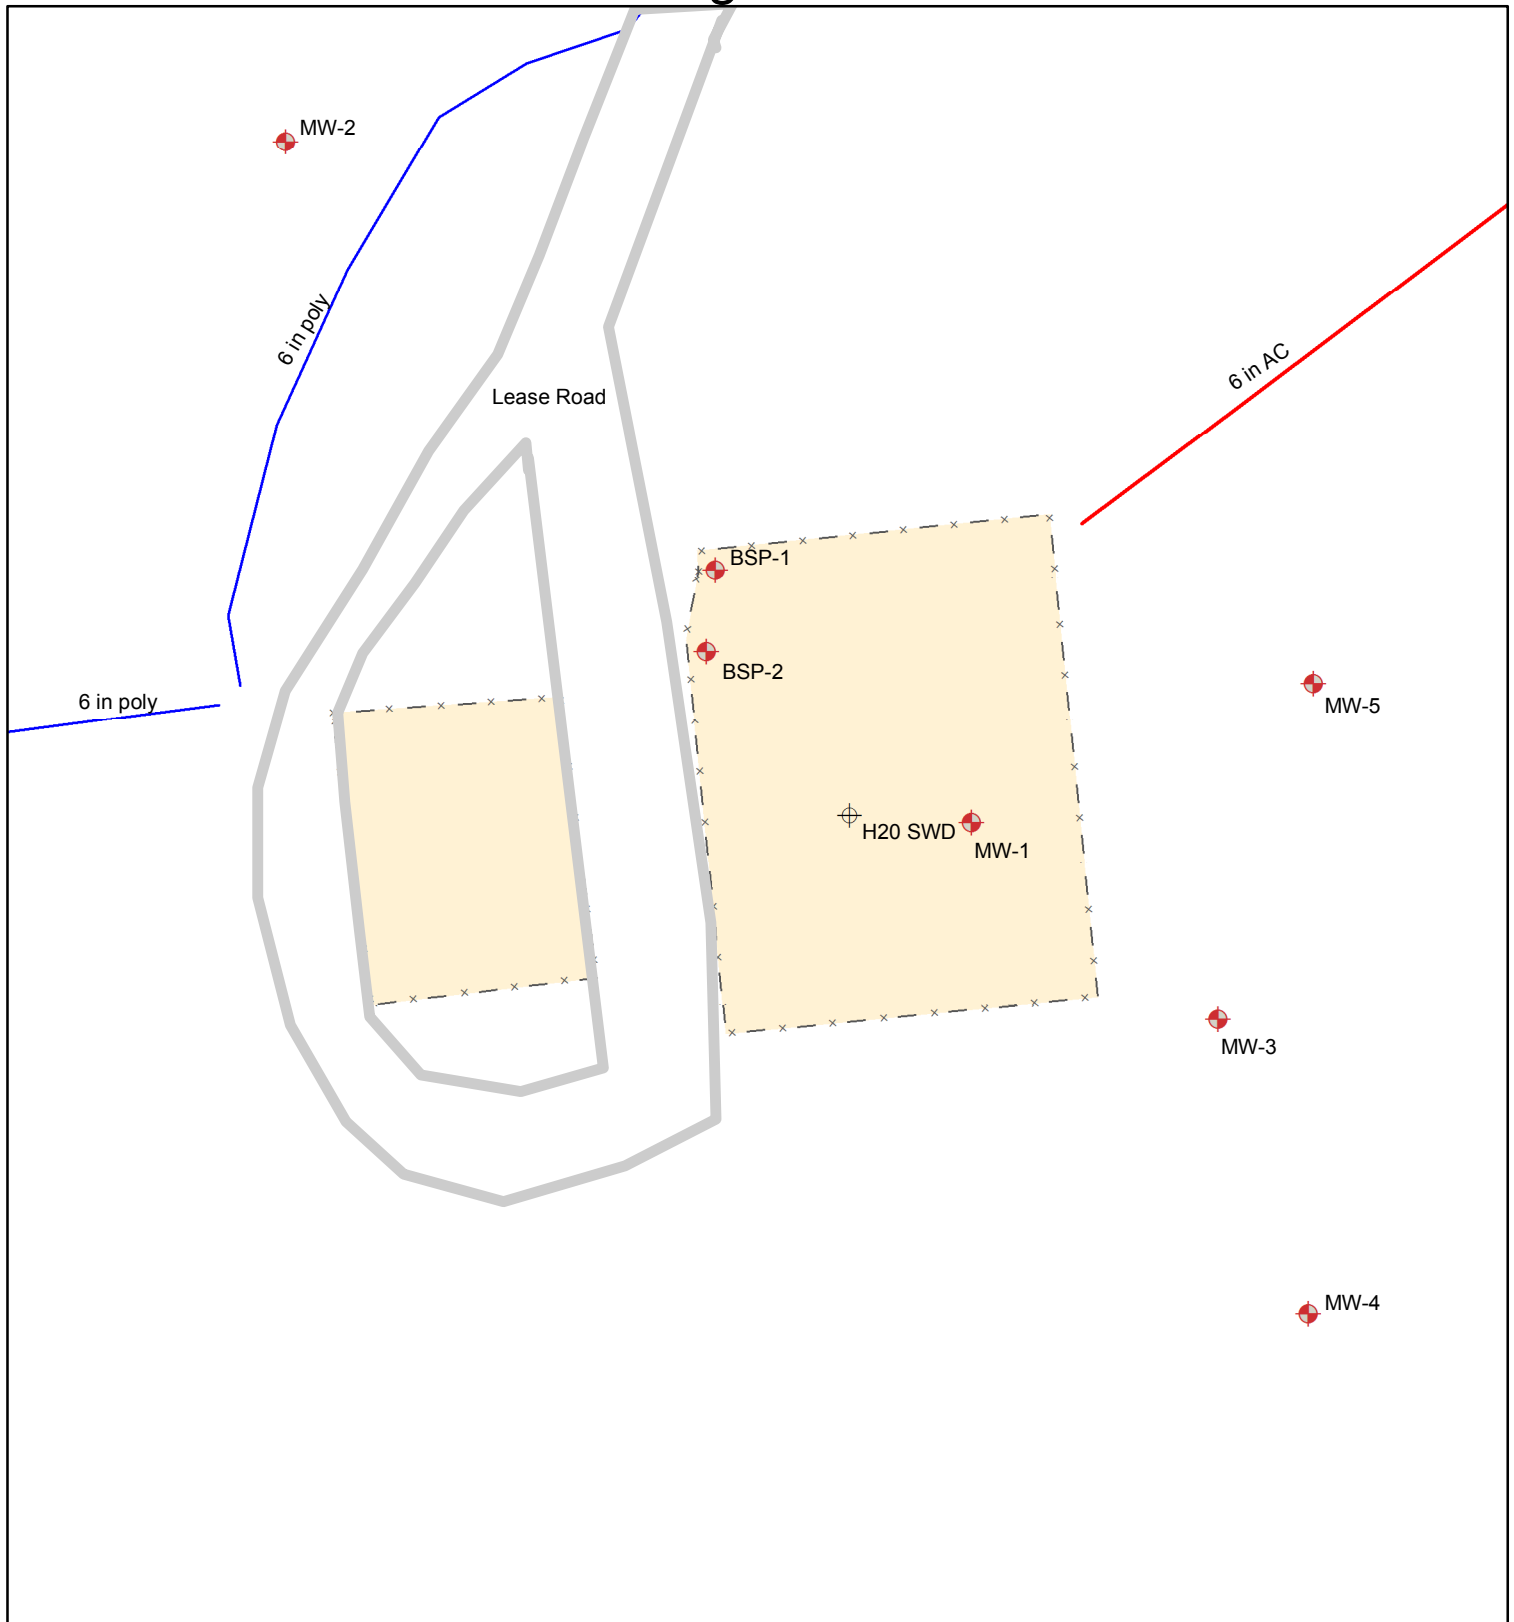 MW-2
6 in poly
6 in AC
Lease Road
BSP-1
BSP-2
6 in poly
MW-5
H20 SWD
MW-1
MW-3
MW-4